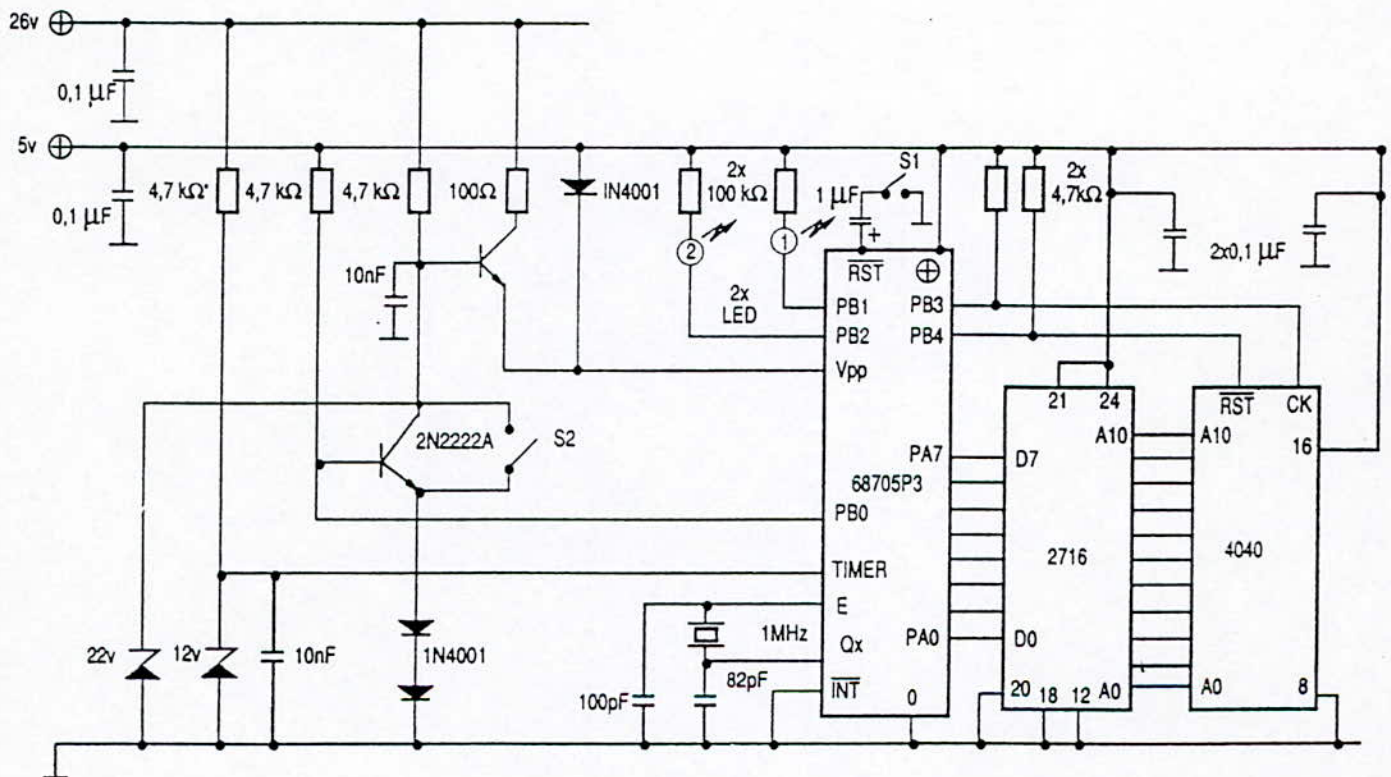 26v
0,1 µF
5v
0,1 µF
4,7 kΩ
4,7 kΩ
4,7 kΩ
100Ω
IN4001
2x
100 kΩ
2
1
1 µF
+
S1
2x
4,7kΩ
2x0,1 µF
10nF
2x
LED
RST
PB1
PB2
Vpp
PB3
PB4
2N2222A
S2
PB0
PA7
68705P3
TIMER
E
Qx
INT
0
PA0
21
24
A10
D7
2716
D0
20
18
12
A0
RST
CK
A10
16
4040
A0
8
22v
12v
10nF
1N4001
1MHz
100pF
82pF